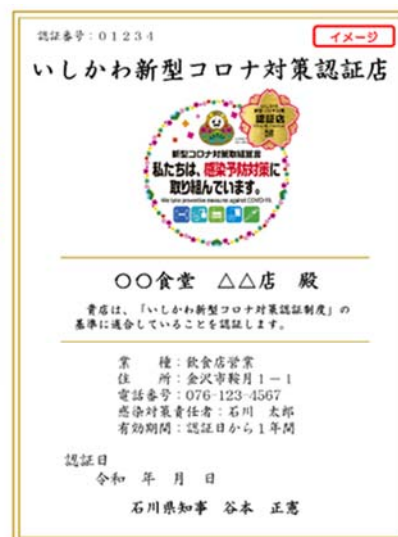 認証番号：０１２３４
イメージ
いしかわ新型コロナ対策認証店
認証店
新型コロナ対策取組宣言
私たちは、感染予防対策に
取り組んでいます。
We take preventive measures against COVID-19.
〇〇食堂　△△店　殿
貴店は、「いしかわ新型コロナ対策認証制度」の
基準に適合していることを認証します。
業　　種：飲食店営業
住　　所：金沢市鞍月１－１
電話番号：076-123-4567
感染対策責任者：石川　太郎
有効期間：認証日から１年間
認証日
令和　年　月　日
石川県知事　谷本　正憲